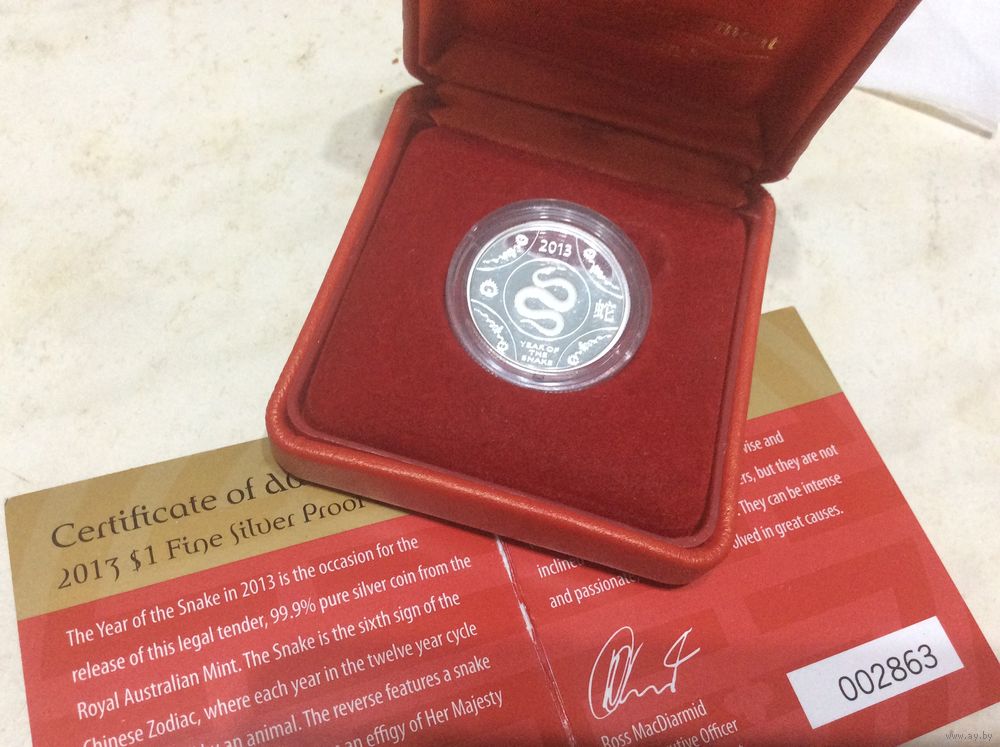 2013
YEAR OF
THE
SNAKE
Certificate of
2013 $1 Fine Silver Proof
The Year of the Snake in 2013 is the occasion for the
release of this legal tender, 99.9% pure silver coin from the
Royal Australian Mint. The Snake is the sixth sign of the
Chinese Zodiac, where each year in the twelve year cycle
an animal. The reverse features a snake
an effigy of Her Majesty
wise and
but they are not
They can be intense
in great causes.
and passionate
Ross MacDiarmid
Officer
002863
www.ay.by